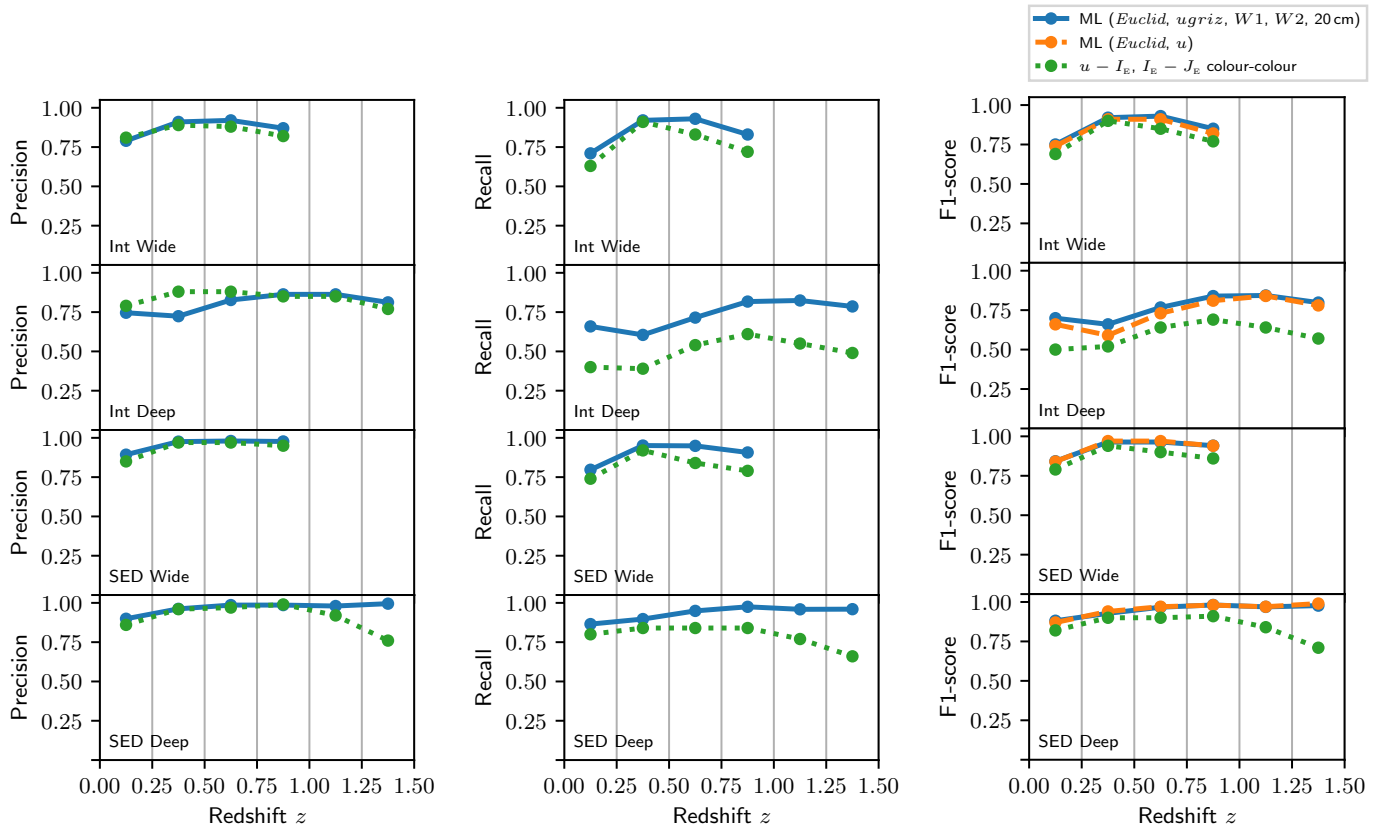 ML (Euclid, ugriz, W1, W2, 20 cm)
ML (Euclid, u)
u − I_E, I_E − J_E colour-colour
1.00
0.75
0.50
0.25
Precision
Int Wide
1.00
0.75
0.50
0.25
Recall
Int Wide
1.00
0.75
0.50
0.25
F1-score
Int Wide
1.00
0.75
0.50
0.25
Precision
Int Deep
1.00
0.75
0.50
0.25
Recall
Int Deep
1.00
0.75
0.50
0.25
F1-score
Int Deep
1.00
0.75
0.50
0.25
Precision
SED Wide
1.00
0.75
0.50
0.25
Recall
SED Wide
1.00
0.75
0.50
0.25
F1-score
SED Wide
1.00
0.75
0.50
0.25
Precision
SED Deep
1.00
0.75
0.50
0.25
Recall
SED Deep
1.00
0.75
0.50
0.25
F1-score
SED Deep
0.00 0.25 0.50 0.75 1.00 1.25 1.50
Redshift z
0.00 0.25 0.50 0.75 1.00 1.25 1.50
Redshift z
0.00 0.25 0.50 0.75 1.00 1.25 1.50
Redshift z